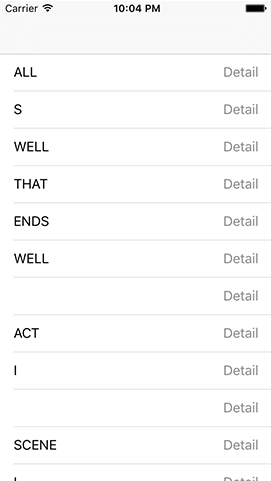 Carrier 10:04 PM
ALL Detail
S Detail
WELL Detail
THAT Detail
ENDS Detail
WELL Detail
Detail
ACT Detail
I Detail
Detail
SCENE Detail
I Detail